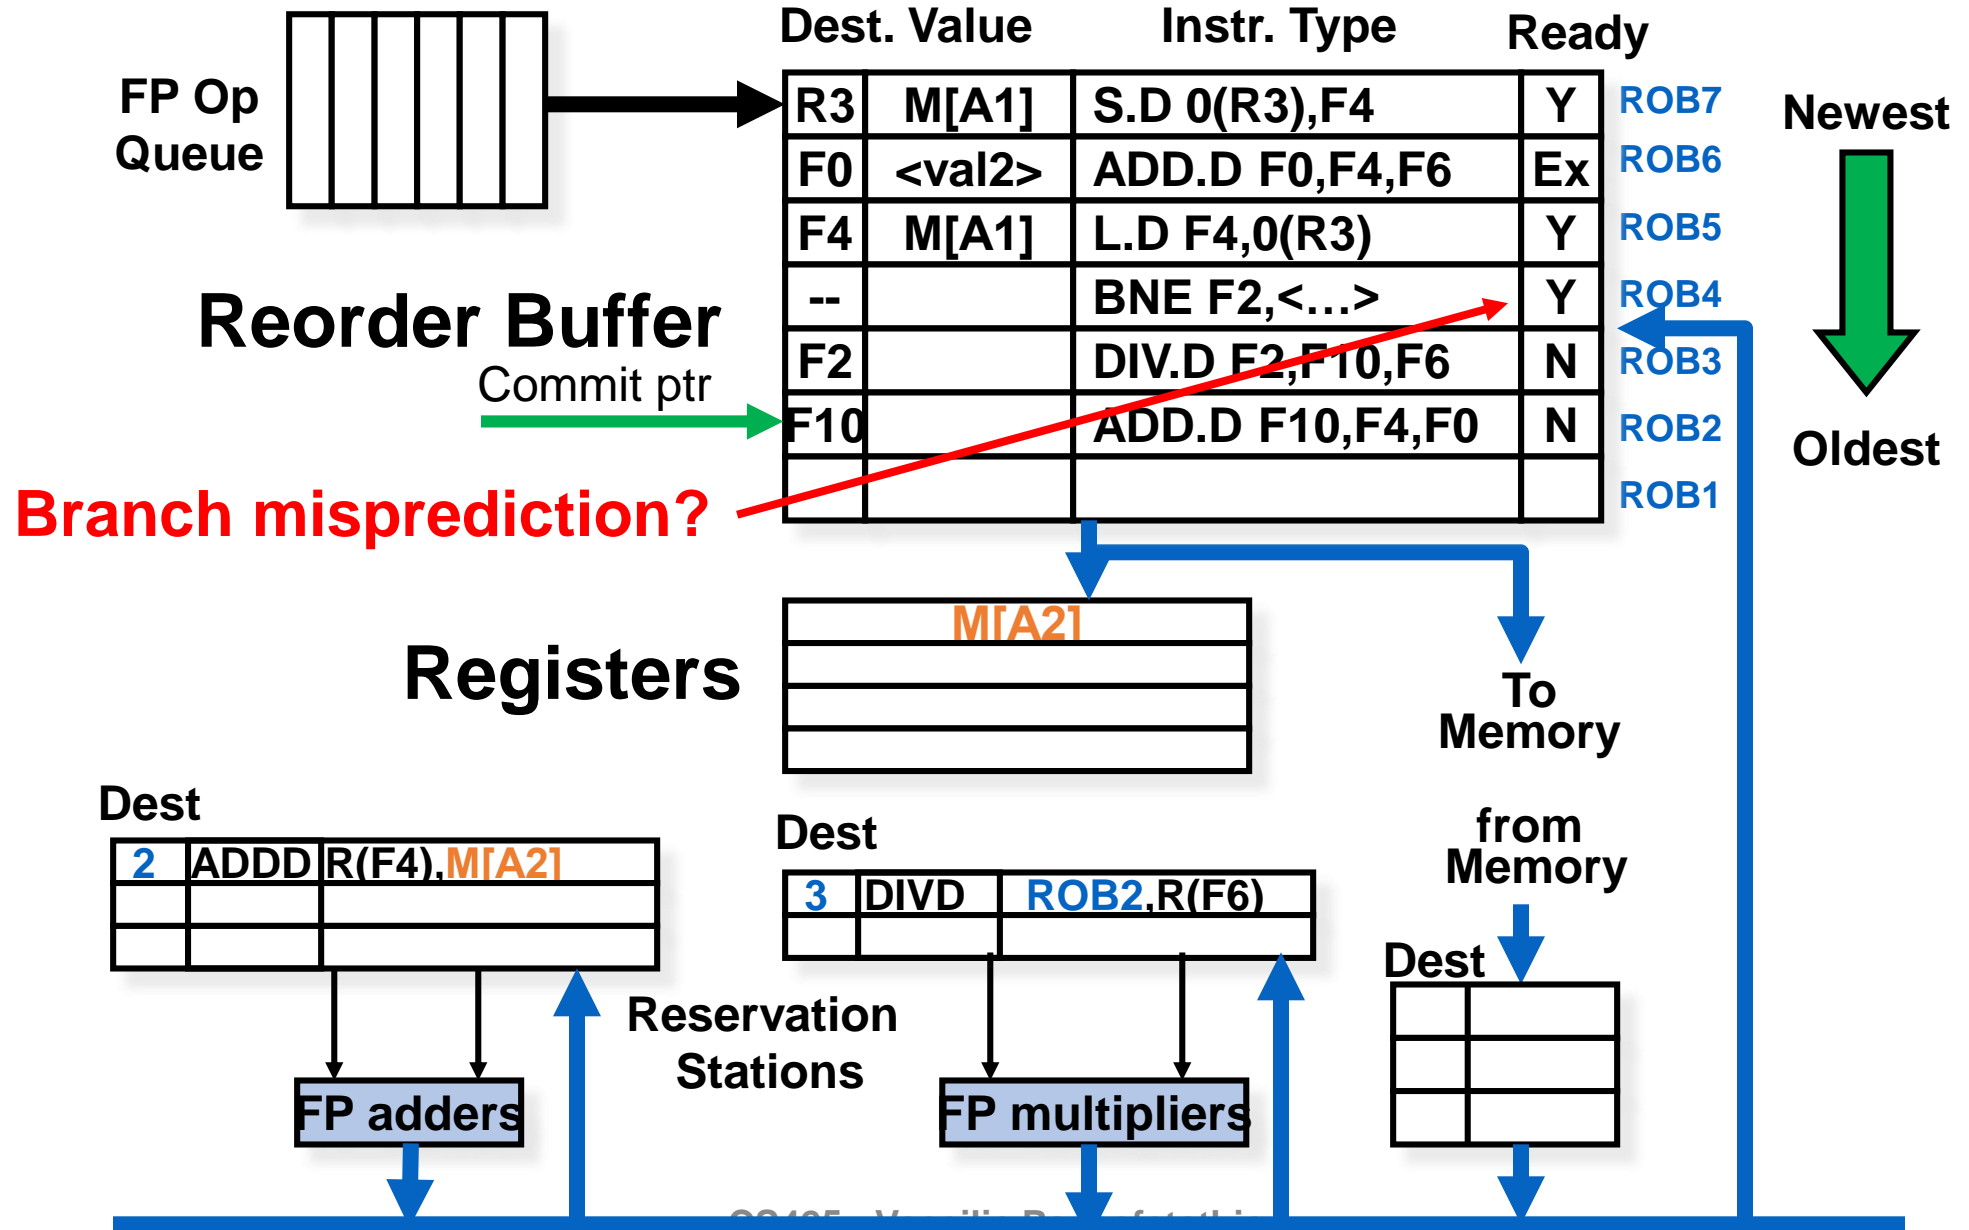 Dest. Value Instr. Type Ready
FP Op
Queue
R3 M[A1] S.D 0(R3),F4 Y ROB7
F0 <val2> ADD.D F0,F4,F6 Ex ROB6
F4 M[A1] L.D F4,0(R3) Y ROB5
-- BNE F2,<...> Y ROB4
F2 DIV.D F2,F10,F6 N ROB3
F10 ADD.D F10,F4,F0 N ROB2
ROB1
Newest
Oldest
Reorder Buffer
Commit ptr
Branch misprediction?
Registers
M[A2]
To
Memory
Dest
2 ADDD R(F4),M[A2]
Dest
3 DIVD ROB2,R(F6)
from
Memory
Dest
Reservation
Stations
FP adders
FP multipliers